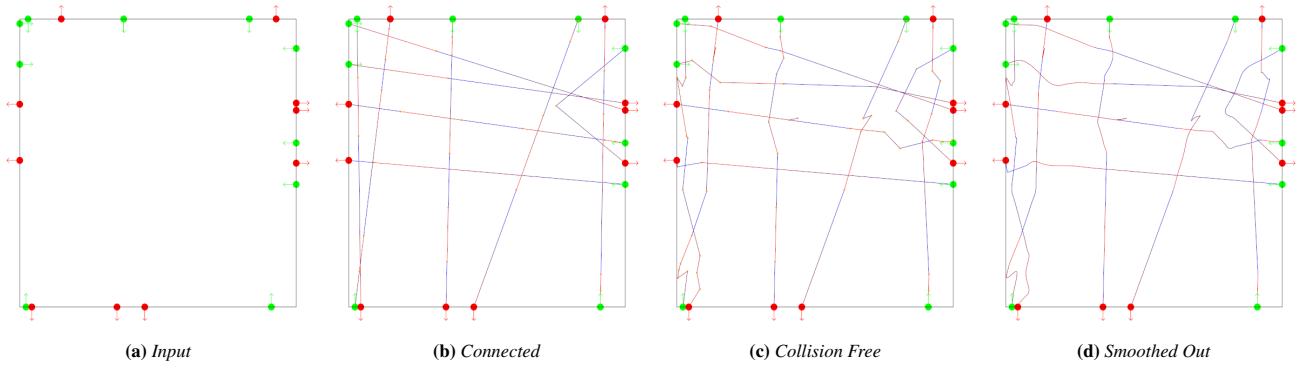 (a) Input
(b) Connected
(c) Collision Free
(d) Smoothed Out